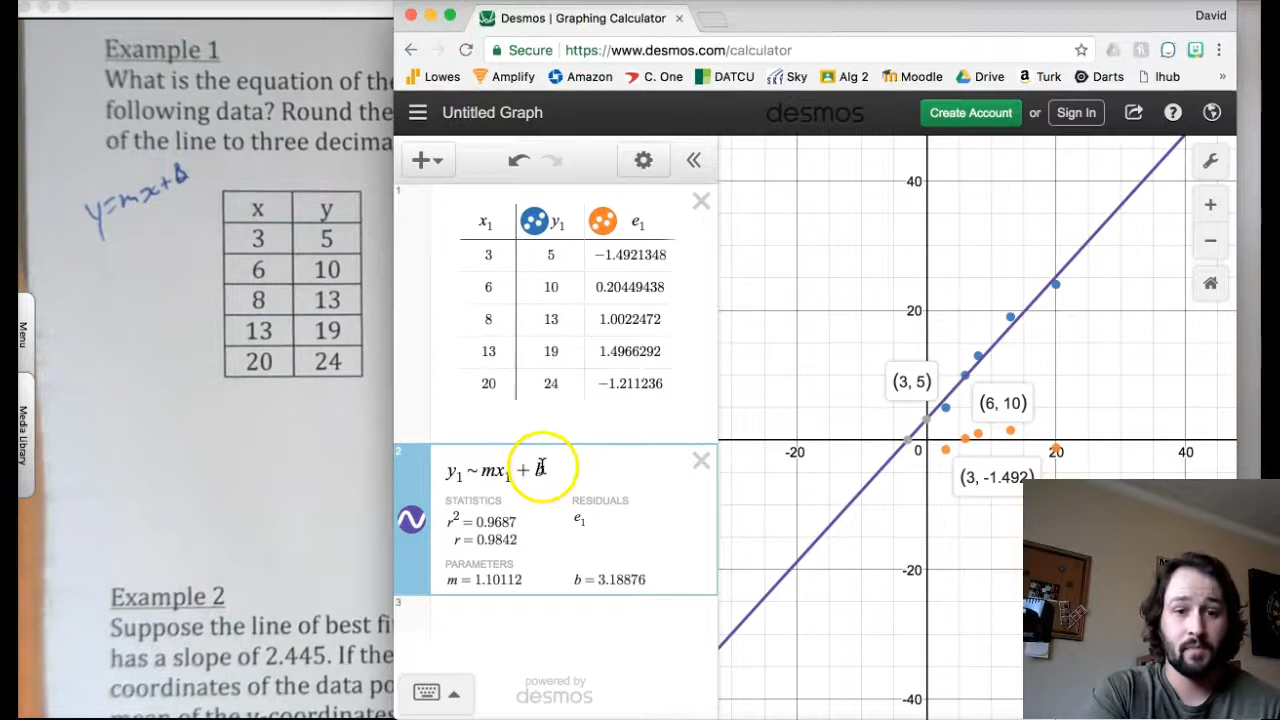 Example 1
What is the equation of the
following data? Round the
of the line to three decima
y=mx+b
x y
3 5
6 10
8 13
13 19
20 24
Example 2
Suppose the line of best fi
has a slope of 2.445. If the
coordinates of the data po
mean of the y-coordinates
Menu
Media Library
Desmos | Graphing Calculator
David
Secure https://www.desmos.com/calculator
Lowes Amplify Amazon C. One DATCU Sky Alg 2 Moodle Drive Turk Darts Ihub »
Untitled Graph
desmos
Create Account or Sign In
1
x1 y1 e1
3 5 −1.4921348
6 10 0.20449438
8 13 1.0022472
13 19 1.4966292
20 24 −1.211236
2
y1 ~ mx1 + b
STATISTICS RESIDUALS
r² = 0.9687 e1
r = 0.9842
PARAMETERS
m = 1.10112 b = 3.18876
3
powered by
desmos
40
20
(3, 5)
(6, 10)
-20 0 20 40
(3, -1.492)
-20
-40